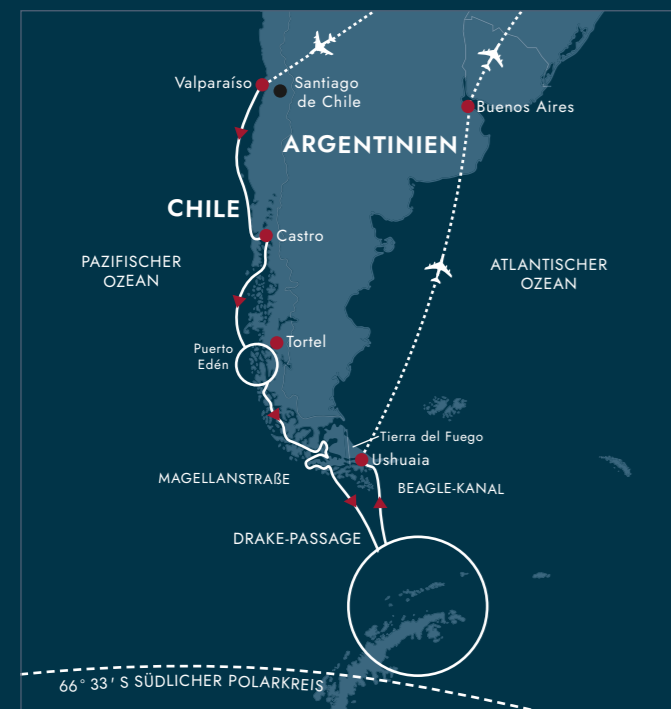 Valparaíso
Santiago
de Chile
Buenos Aires
ARGENTINIEN
CHILE
Castro
PAZIFISCHER
OZEAN
ATLANTISCHER
OZEAN
Tortel
Puerto
Edén
Tierra del Fuego
Ushuaia
MAGELLANSTRAßE
BEAGLE-KANAL
DRAKE-PASSAGE
66° 33' S SÜDLICHER POLARKREIS